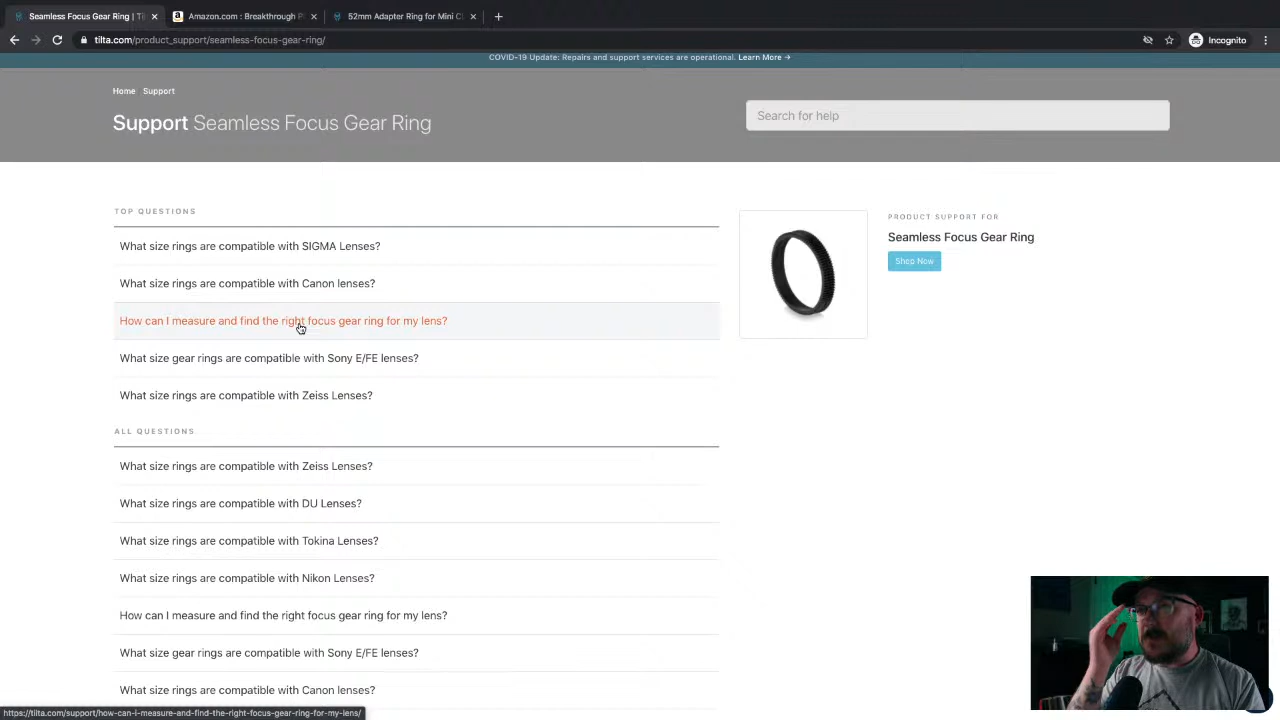 Seamless Focus Gear Ring | Til
Amazon.com : Breakthrough P
52mm Adapter Ring for Mini C
tilta.com/product_support/seamless-focus-gear-ring/
Incognito
COVID-19 Update: Repairs and support services are operational. Learn More →
Home Support
Support Seamless Focus Gear Ring
Search for help
TOP QUESTIONS
What size rings are compatible with SIGMA Lenses?
What size rings are compatible with Canon lenses?
How can I measure and find the right focus gear ring for my lens?
What size gear rings are compatible with Sony E/FE lenses?
What size rings are compatible with Zeiss Lenses?
PRODUCT SUPPORT FOR
Seamless Focus Gear Ring
Shop Now
ALL QUESTIONS
What size rings are compatible with Zeiss Lenses?
What size rings are compatible with DU Lenses?
What size rings are compatible with Tokina Lenses?
What size rings are compatible with Nikon Lenses?
How can I measure and find the right focus gear ring for my lens?
What size gear rings are compatible with Sony E/FE lenses?
What size rings are compatible with Canon lenses?
https://tilta.com/support/how-can-i-measure-and-find-the-right-focus-gear-ring-for-my-lens/